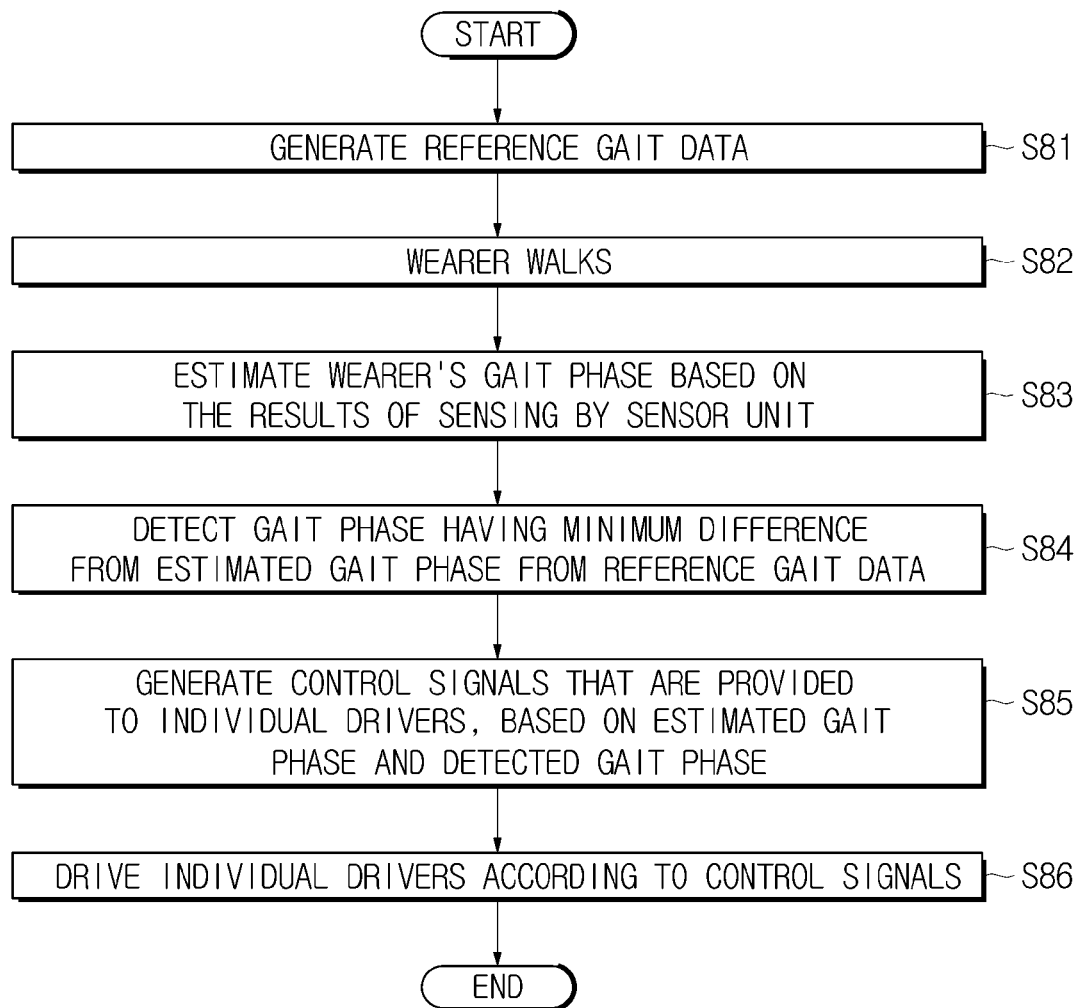 START
GENERATE REFERENCE GAIT DATA
S81
WEARER WALKS
S82
ESTIMATE WEARER'S GAIT PHASE BASED ON
THE RESULTS OF SENSING BY SENSOR UNIT
S83
DETECT GAIT PHASE HAVING MINIMUM DIFFERENCE
FROM ESTIMATED GAIT PHASE FROM REFERENCE GAIT DATA
S84
GENERATE CONTROL SIGNALS THAT ARE PROVIDED
TO INDIVIDUAL DRIVERS, BASED ON ESTIMATED GAIT
PHASE AND DETECTED GAIT PHASE
S85
DRIVE INDIVIDUAL DRIVERS ACCORDING TO CONTROL SIGNALS
S86
END